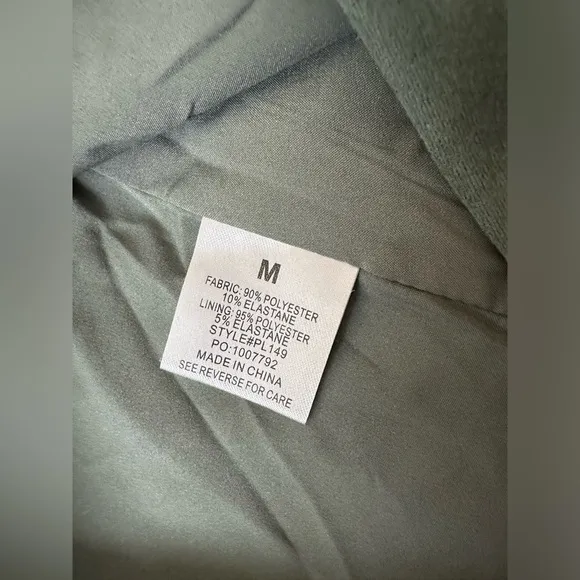 M
FABRIC: 90% POLYESTER
10% ELASTANE
LINING: 95% POLYESTER
5% ELASTANE
STYLE#PL149
PO:1007792
MADE IN CHINA
SEE REVERSE FOR CARE